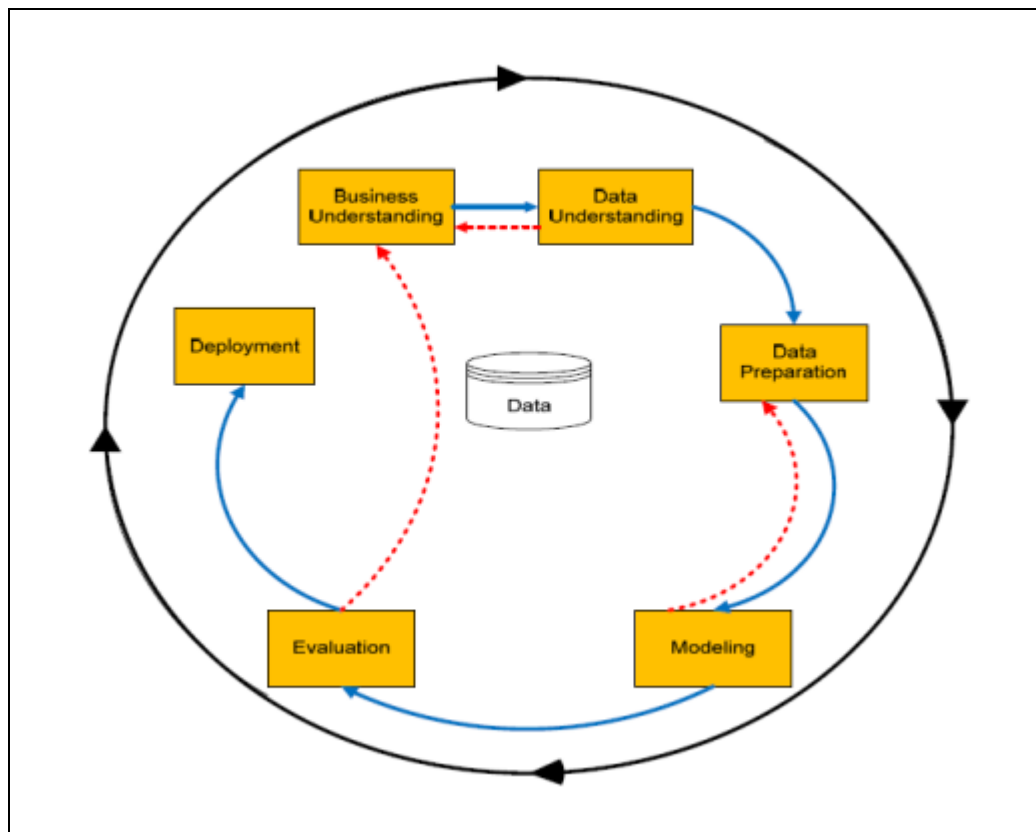 Business
Understanding
Data
Understanding
Deployment
Data
Preparation
Data
Evaluation
Modeling